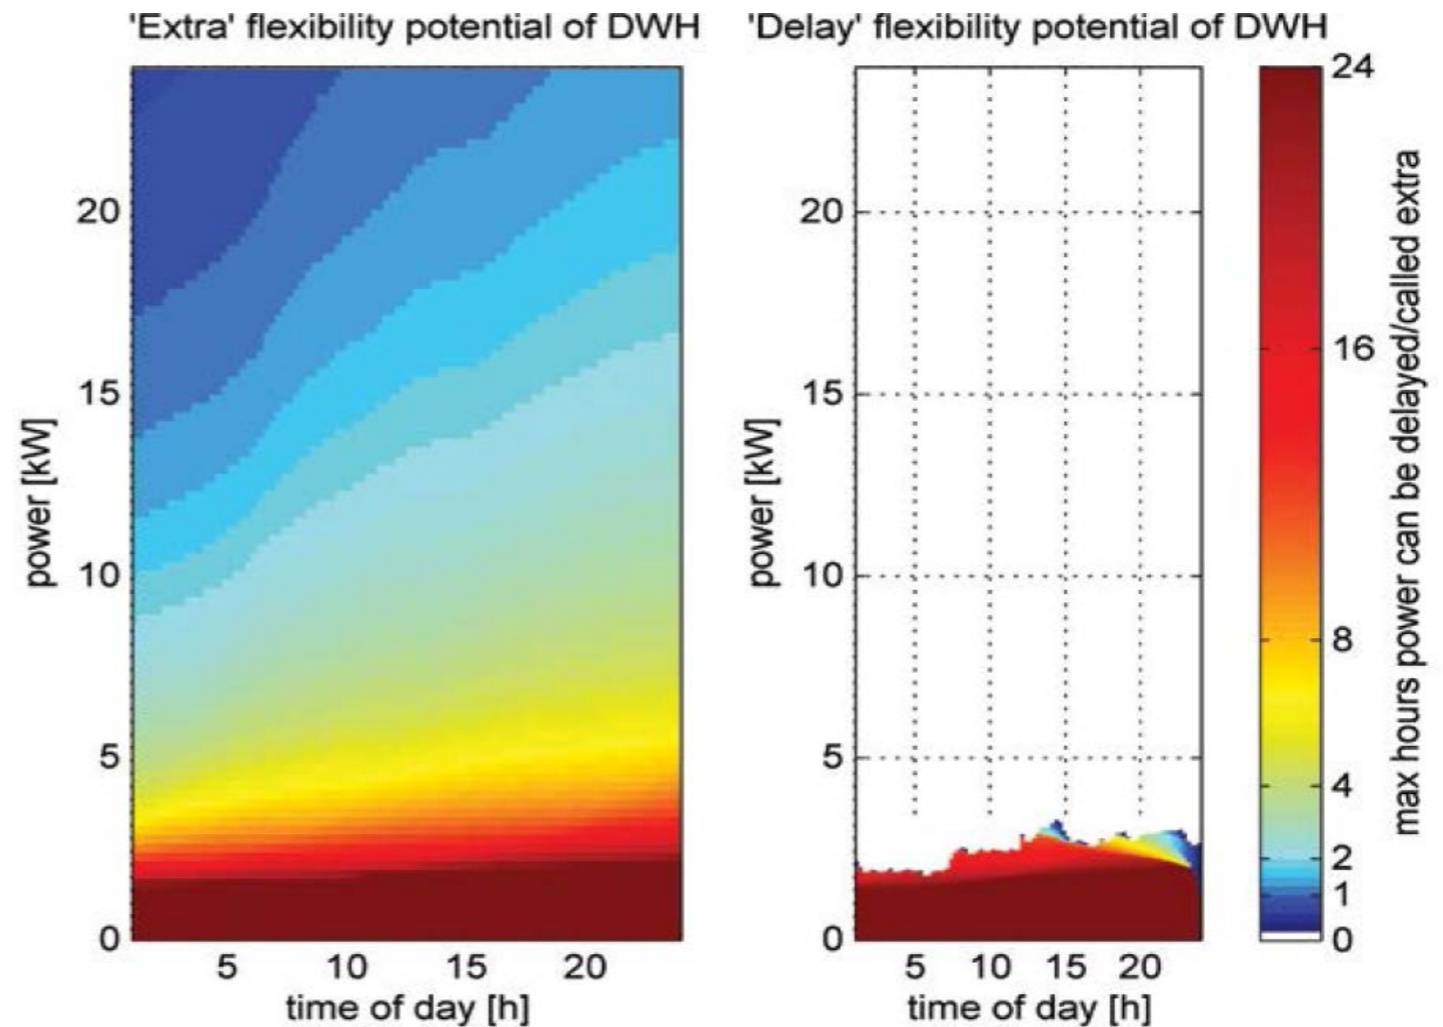 'Extra' flexibility potential of DWH
'Delay' flexibility potential of DWH
power [kW]
20
15
10
5
0
5 10 15 20
time of day [h]
power [kW]
20
15
10
5
0
5 10 15 20
time of day [h]
24
16
8
4
2
1
0
max hours power can be delayed/called extra